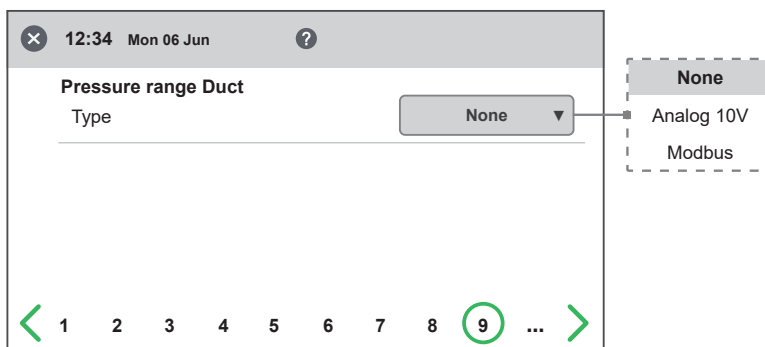 12:34 Mon 06 Jun ?
Pressure range Duct
Type None ▼
None
Analog 10V
Modbus
1 2 3 4 5 6 7 8 9 ...